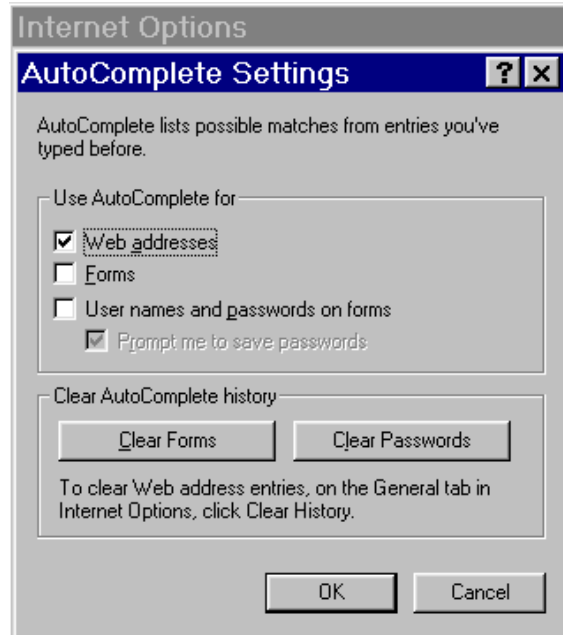 Internet Options
AutoComplete Settings
AutoComplete lists possible matches from entries you've
typed before.
Use AutoComplete for
Web addresses
Forms
User names and passwords on forms
Prompt me to save passwords
Clear AutoComplete history
Clear Forms
Clear Passwords
To clear Web address entries, on the General tab in
Internet Options, click Clear History.
OK
Cancel